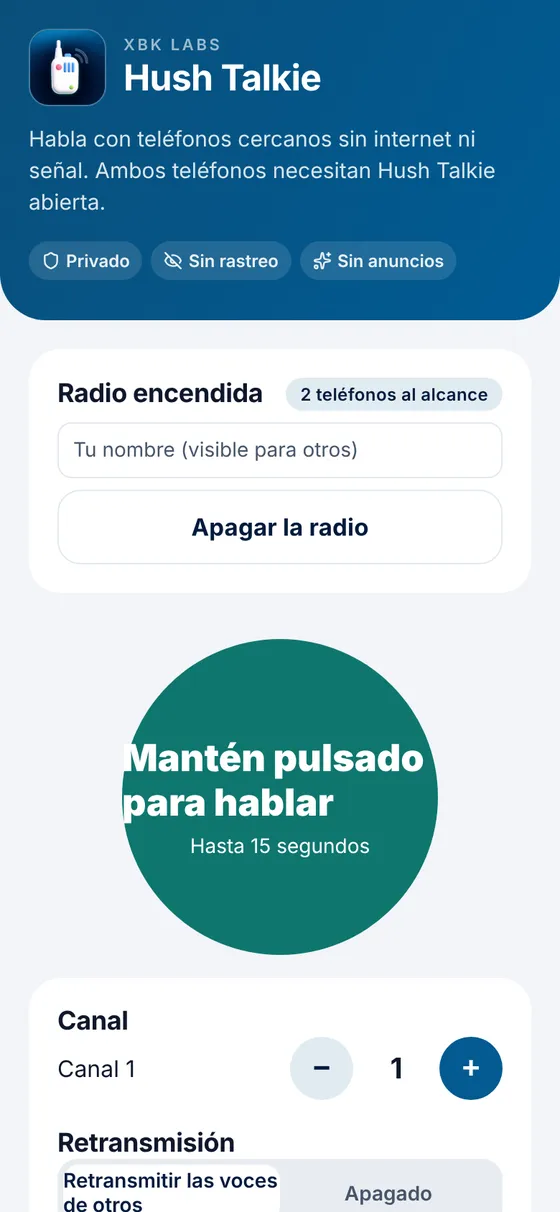 XBK LABS
Hush Talkie
Habla con teléfonos cercanos sin internet ni
señal. Ambos teléfonos necesitan Hush Talkie
abierta.
Privado
Sin rastreo
Sin anuncios
Radio encendida
2 teléfonos al alcance
Tu nombre (visible para otros)
Apagar la radio
Mantén pulsado
para hablar
Hasta 15 segundos
Canal
Canal 1
− 1 +
Retransmisión
Retransmitir las voces
de otros
Apagado